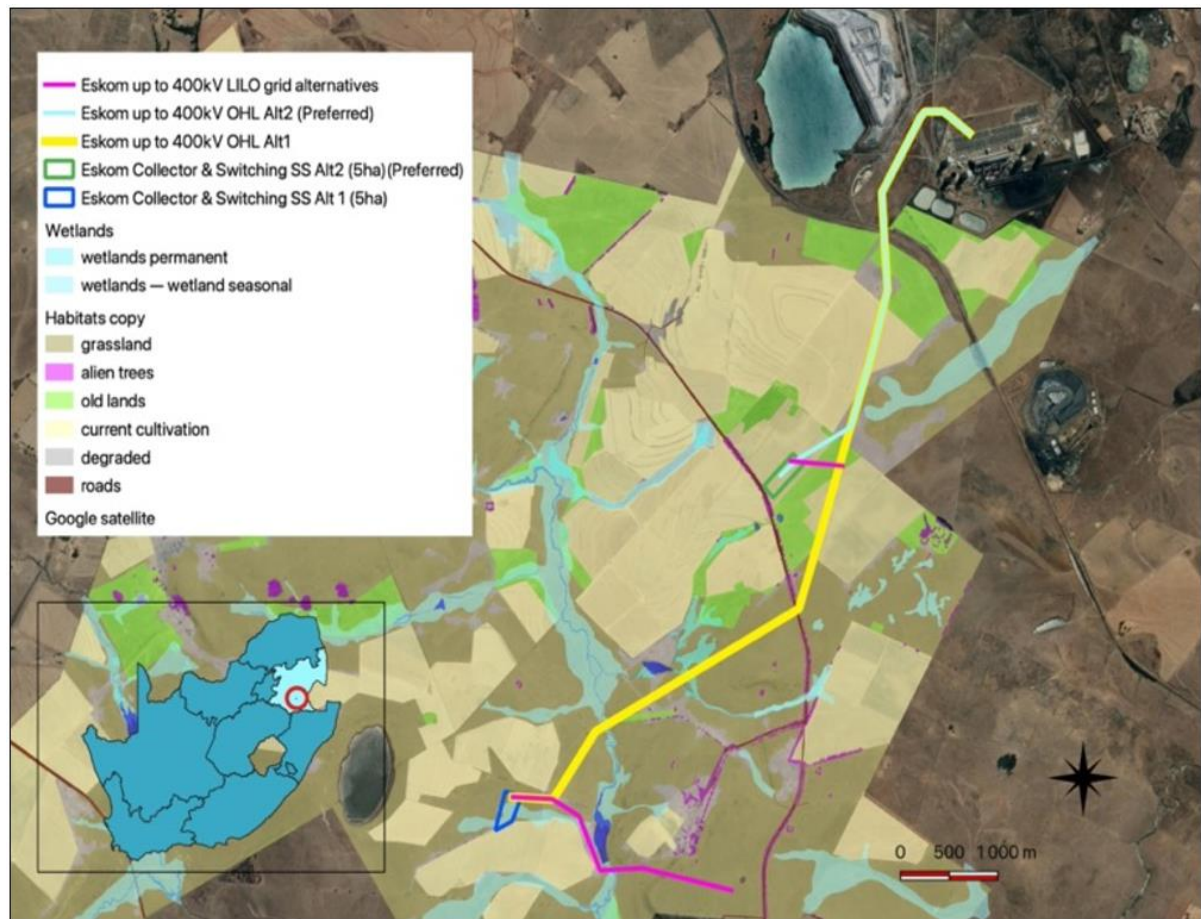 Eskom up to 400kV LILO grid alternatives
Eskom up to 400kV OHL Alt2 (Preferred)
Eskom up to 400kV OHL Alt1
Eskom Collector & Switching SS Alt2 (5ha)(Preferred)
Eskom Collector & Switching SS Alt 1 (5ha)
Wetlands
wetlands permanent
wetlands — wetland seasonal
Habitats copy
grassland
alien trees
old lands
current cultivation
degraded
roads
Google satellite
0 500 1 000 m